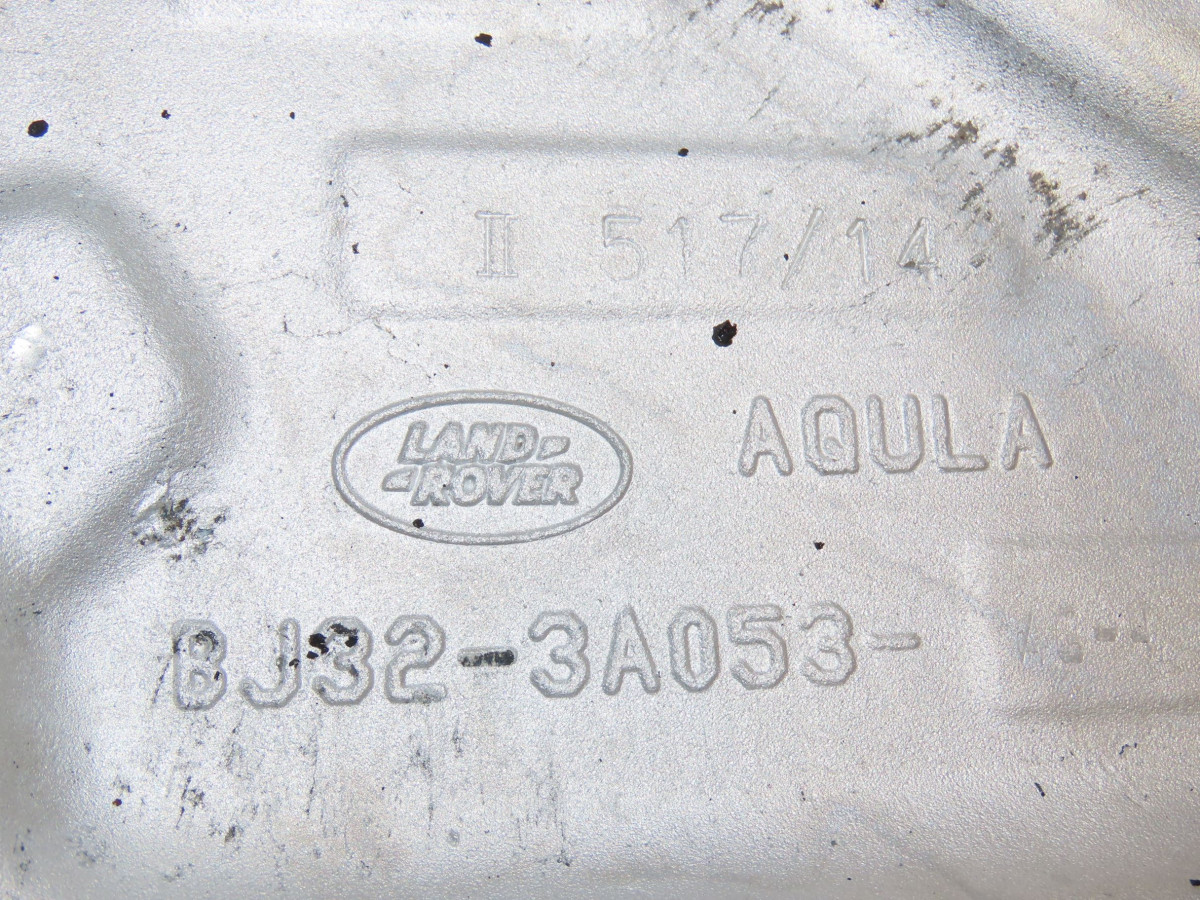 II 517/14
LAND-
-ROVER
AQULA
BJ32-3A053-